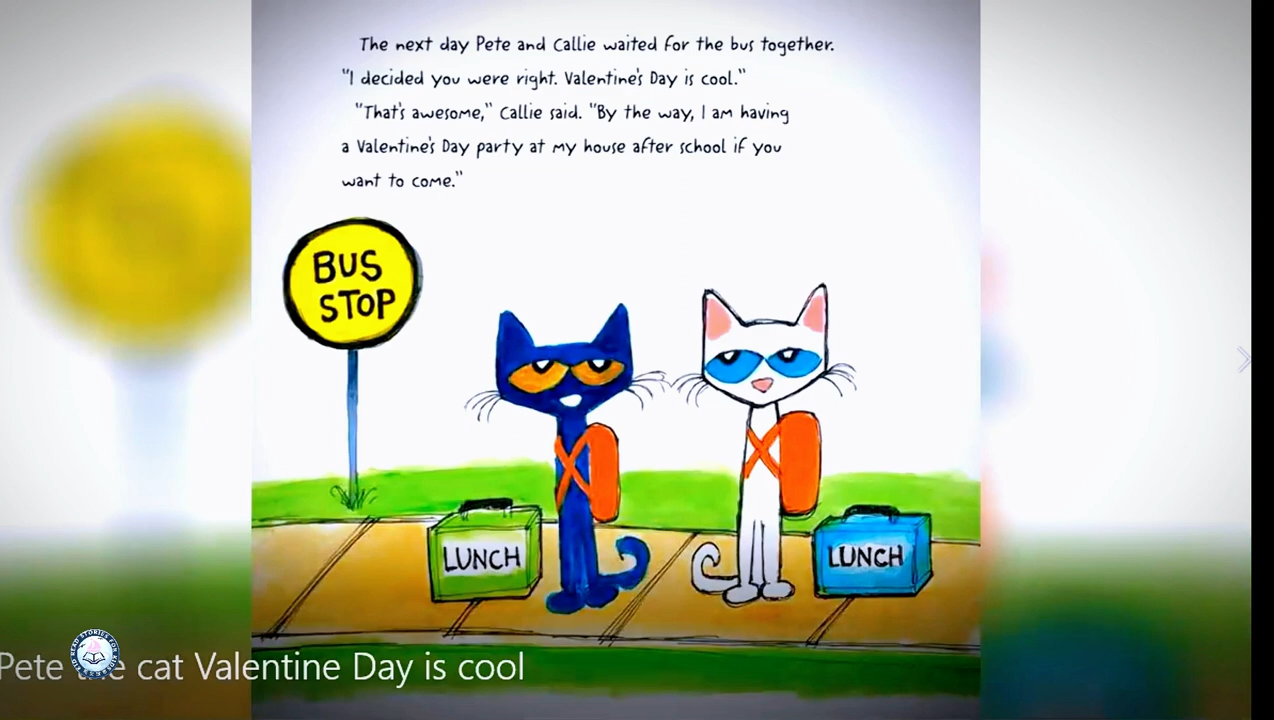 The next day Pete and Callie waited for the bus together.
"I decided you were right. Valentine's Day is cool."
"That's awesome," Callie said. "By the way, I am having
a Valentine's Day party at my house after school if you
want to come."
BUS
STOP
LUNCH
LUNCH
Pete the cat Valentine Day is cool